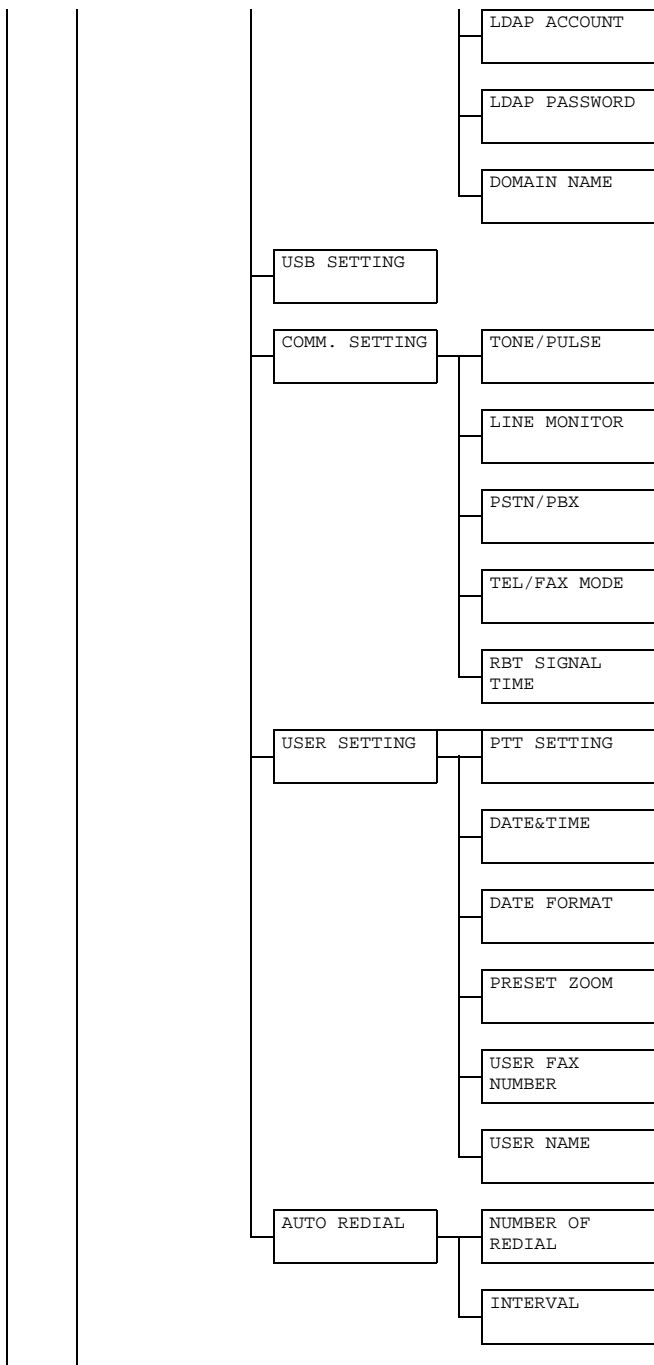 LDAP ACCOUNT
LDAP PASSWORD
DOMAIN NAME
USB SETTING
COMM. SETTING
TONE/PULSE
LINE MONITOR
PSTN/PBX
TEL/FAX MODE
RBT SIGNAL
TIME
USER SETTING
PTT SETTING
DATE&TIME
DATE FORMAT
PRESET ZOOM
USER FAX
NUMBER
USER NAME
AUTO REDIAL
NUMBER OF
REDIAL
INTERVAL